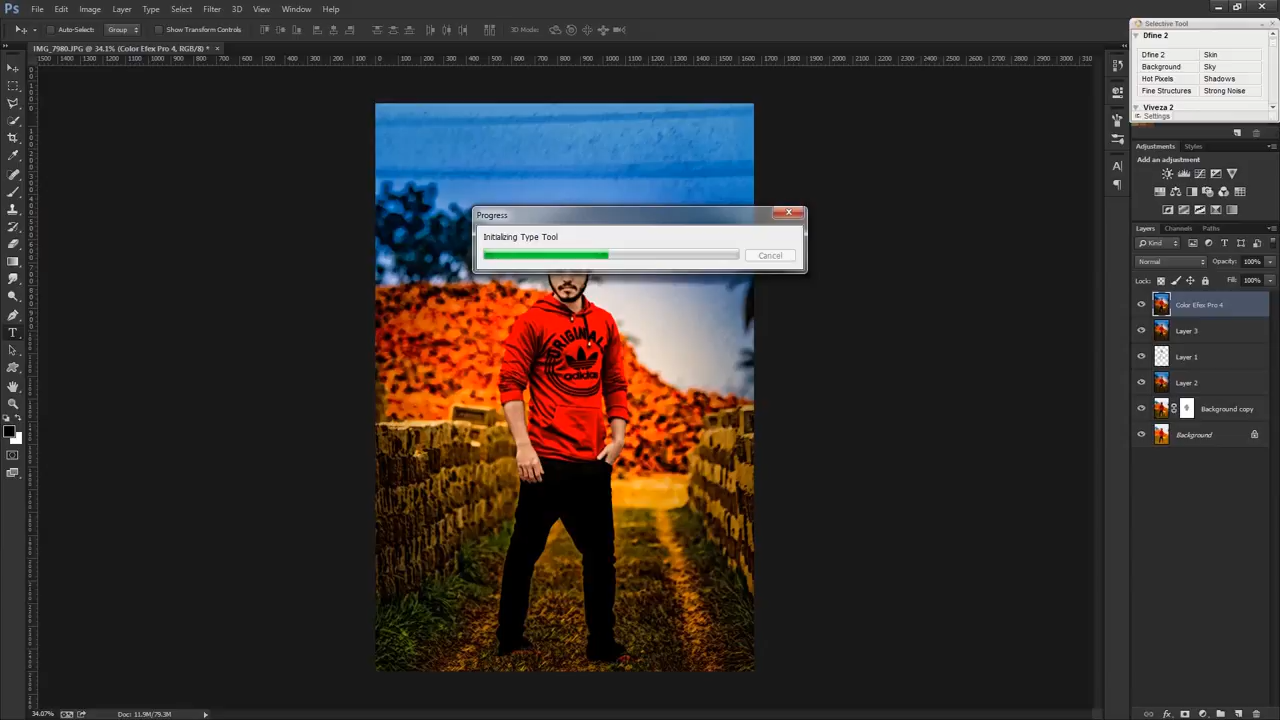 Ps File Edit Image Layer Type Select Filter 3D View Window Help
Auto-Select: Group Show Transform Controls 3D Mode:
Selective Tool
Dfine 2
Dfine 2 Skin
Background Sky
Hot Pixels Shadows
Fine Structures Strong Noise
Viveza 2
Settings
IMG_7980.JPG @ 34.1% (Color Efex Pro 4, RGB/8) * ×
Adjustments Styles
Add an adjustment
Progress
Initializing Type Tool
Cancel
ORIGINAL
adidas
Layers Channels Paths
Kind
Normal Opacity: 100%
Lock: Fill: 100%
Color Efex Pro 4
Layer 3
Layer 1
Layer 2
Background copy
Background
34.07% Doc: 11.9M/79.3M